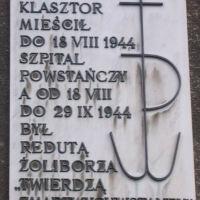 KLASZTOR
MIEŚCIŁ
DO 18 VIII 1944
SZPITAL
POWSTAŃCZY
A OD 18 VIII
DO 29 IX 1944
BYŁ
REDUTĄ
ŻOLIBORZA
„TWIERDZĄ